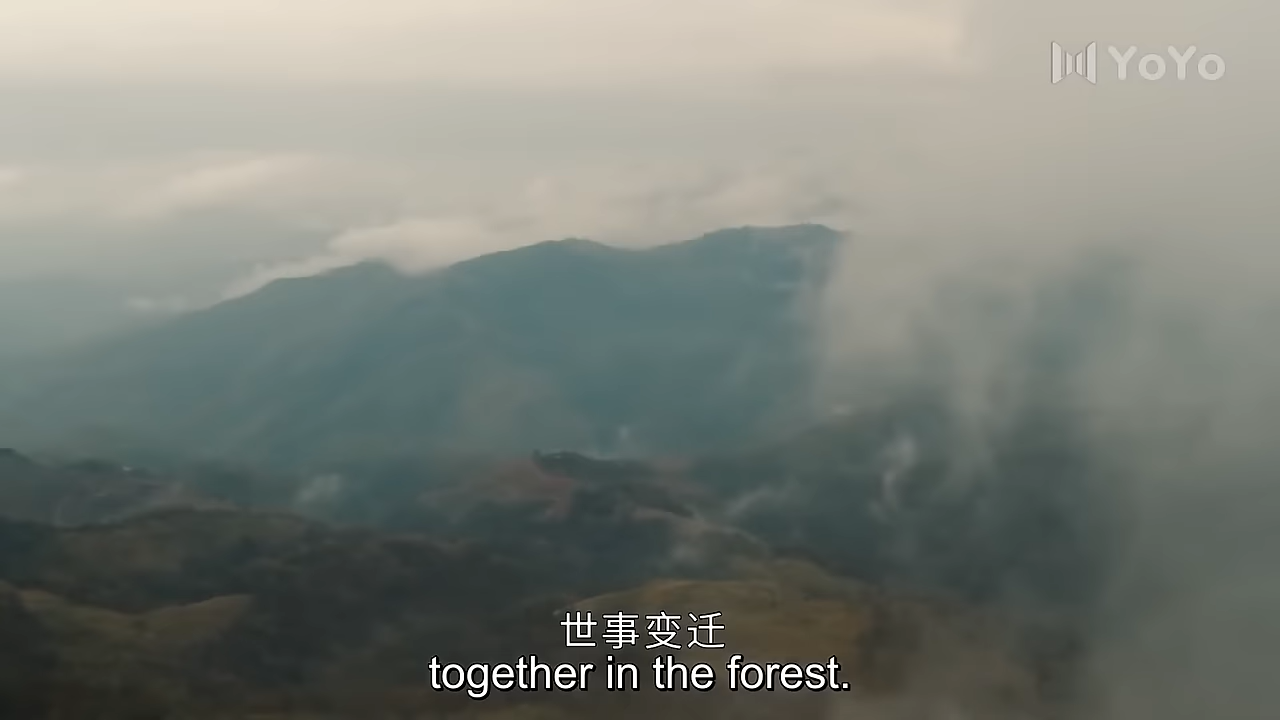 YoYo
世事变迁
together in the forest.